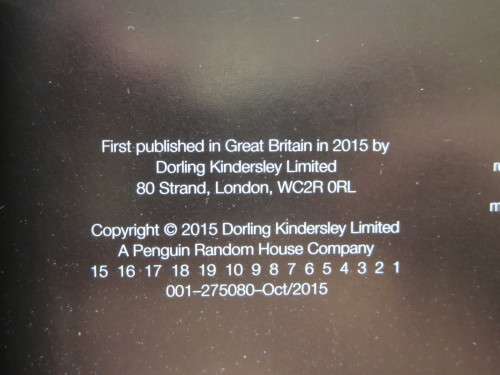 First published in Great Britain in 2015 by
Dorling Kindersley Limited
80 Strand, London, WC2R 0RL
Copyright © 2015 Dorling Kindersley Limited
A Penguin Random House Company
15 16 17 18 19 10 9 8 7 6 5 4 3 2 1
001–275080–Oct/2015